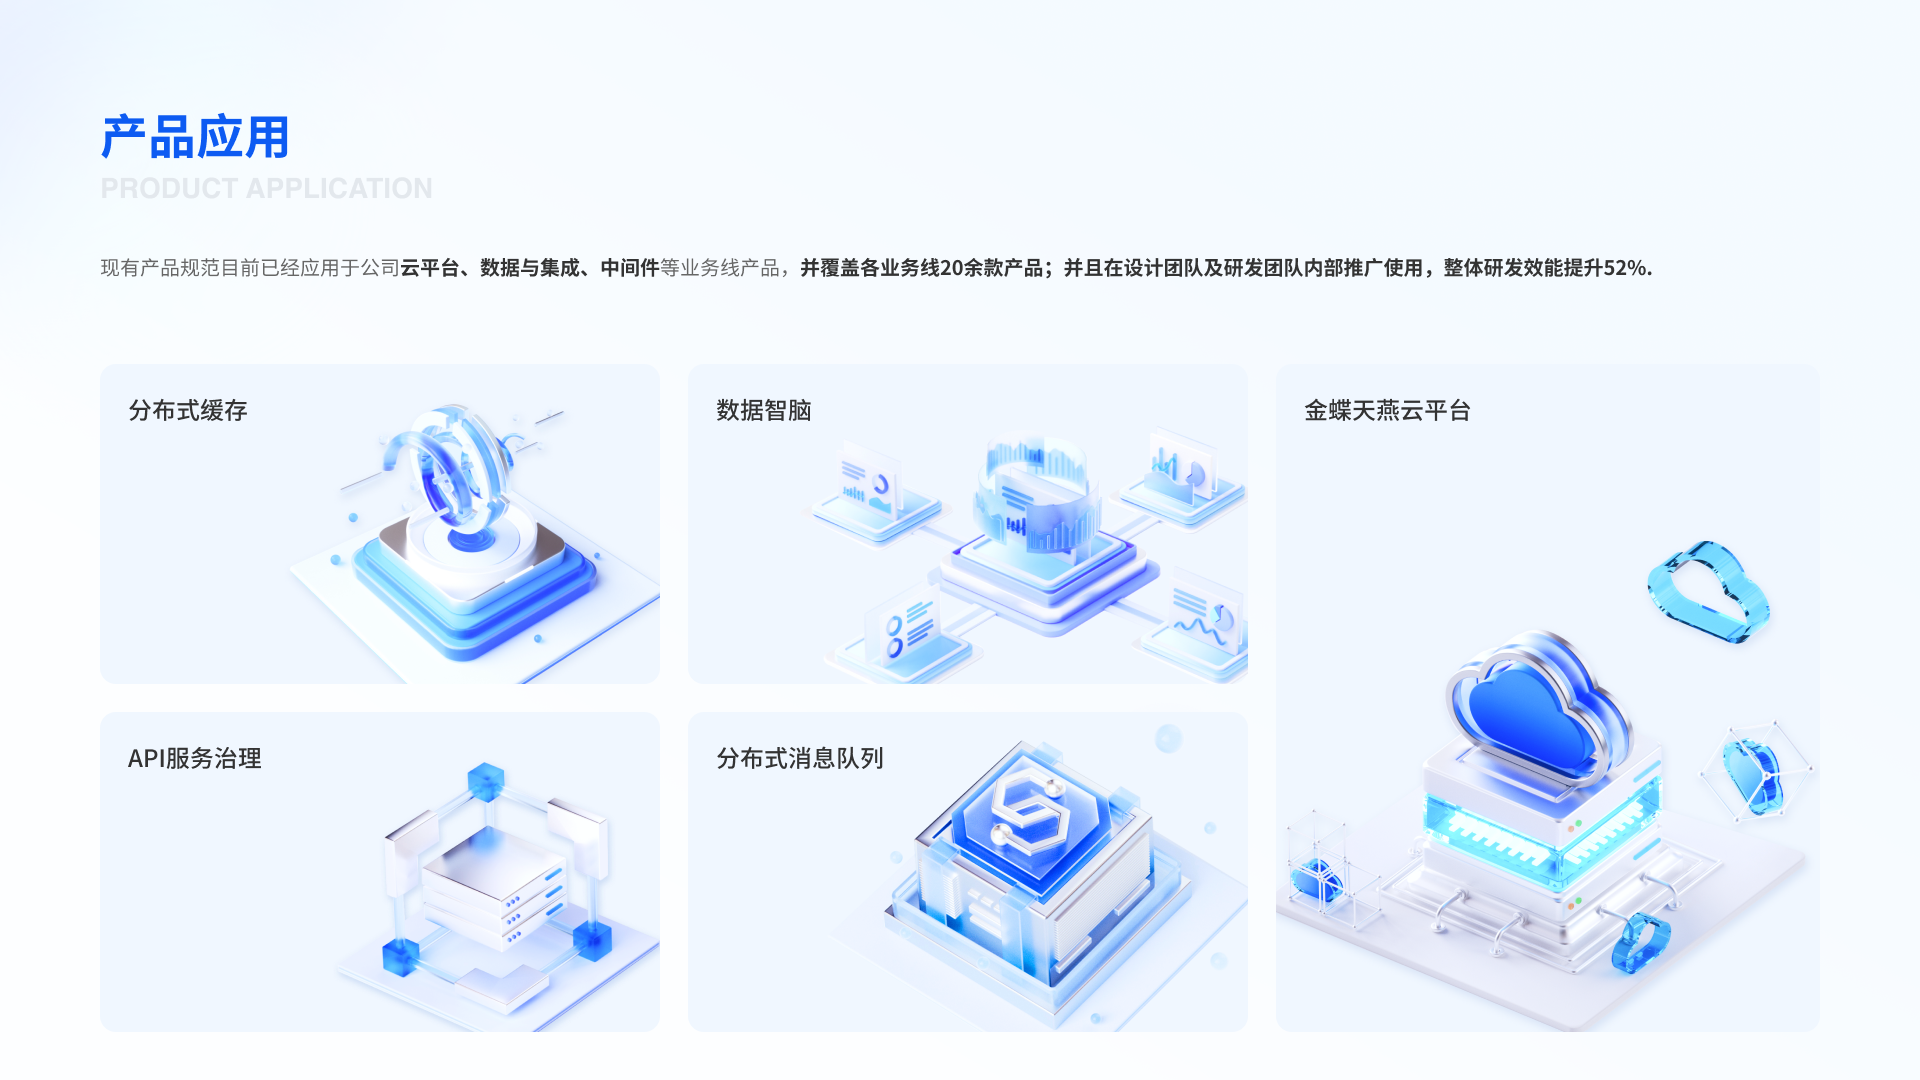 产品应用
PRODUCT APPLICATION
现有产品规范目前已经应用于公司云平台、数据与集成、中间件等业务线产品，并覆盖各业务线20余款产品；并且在设计团队及研发团队内部推广使用，整体研发效能提升52%.
分布式缓存
数据智脑
金蝶天燕云平台
API服务治理
分布式消息队列